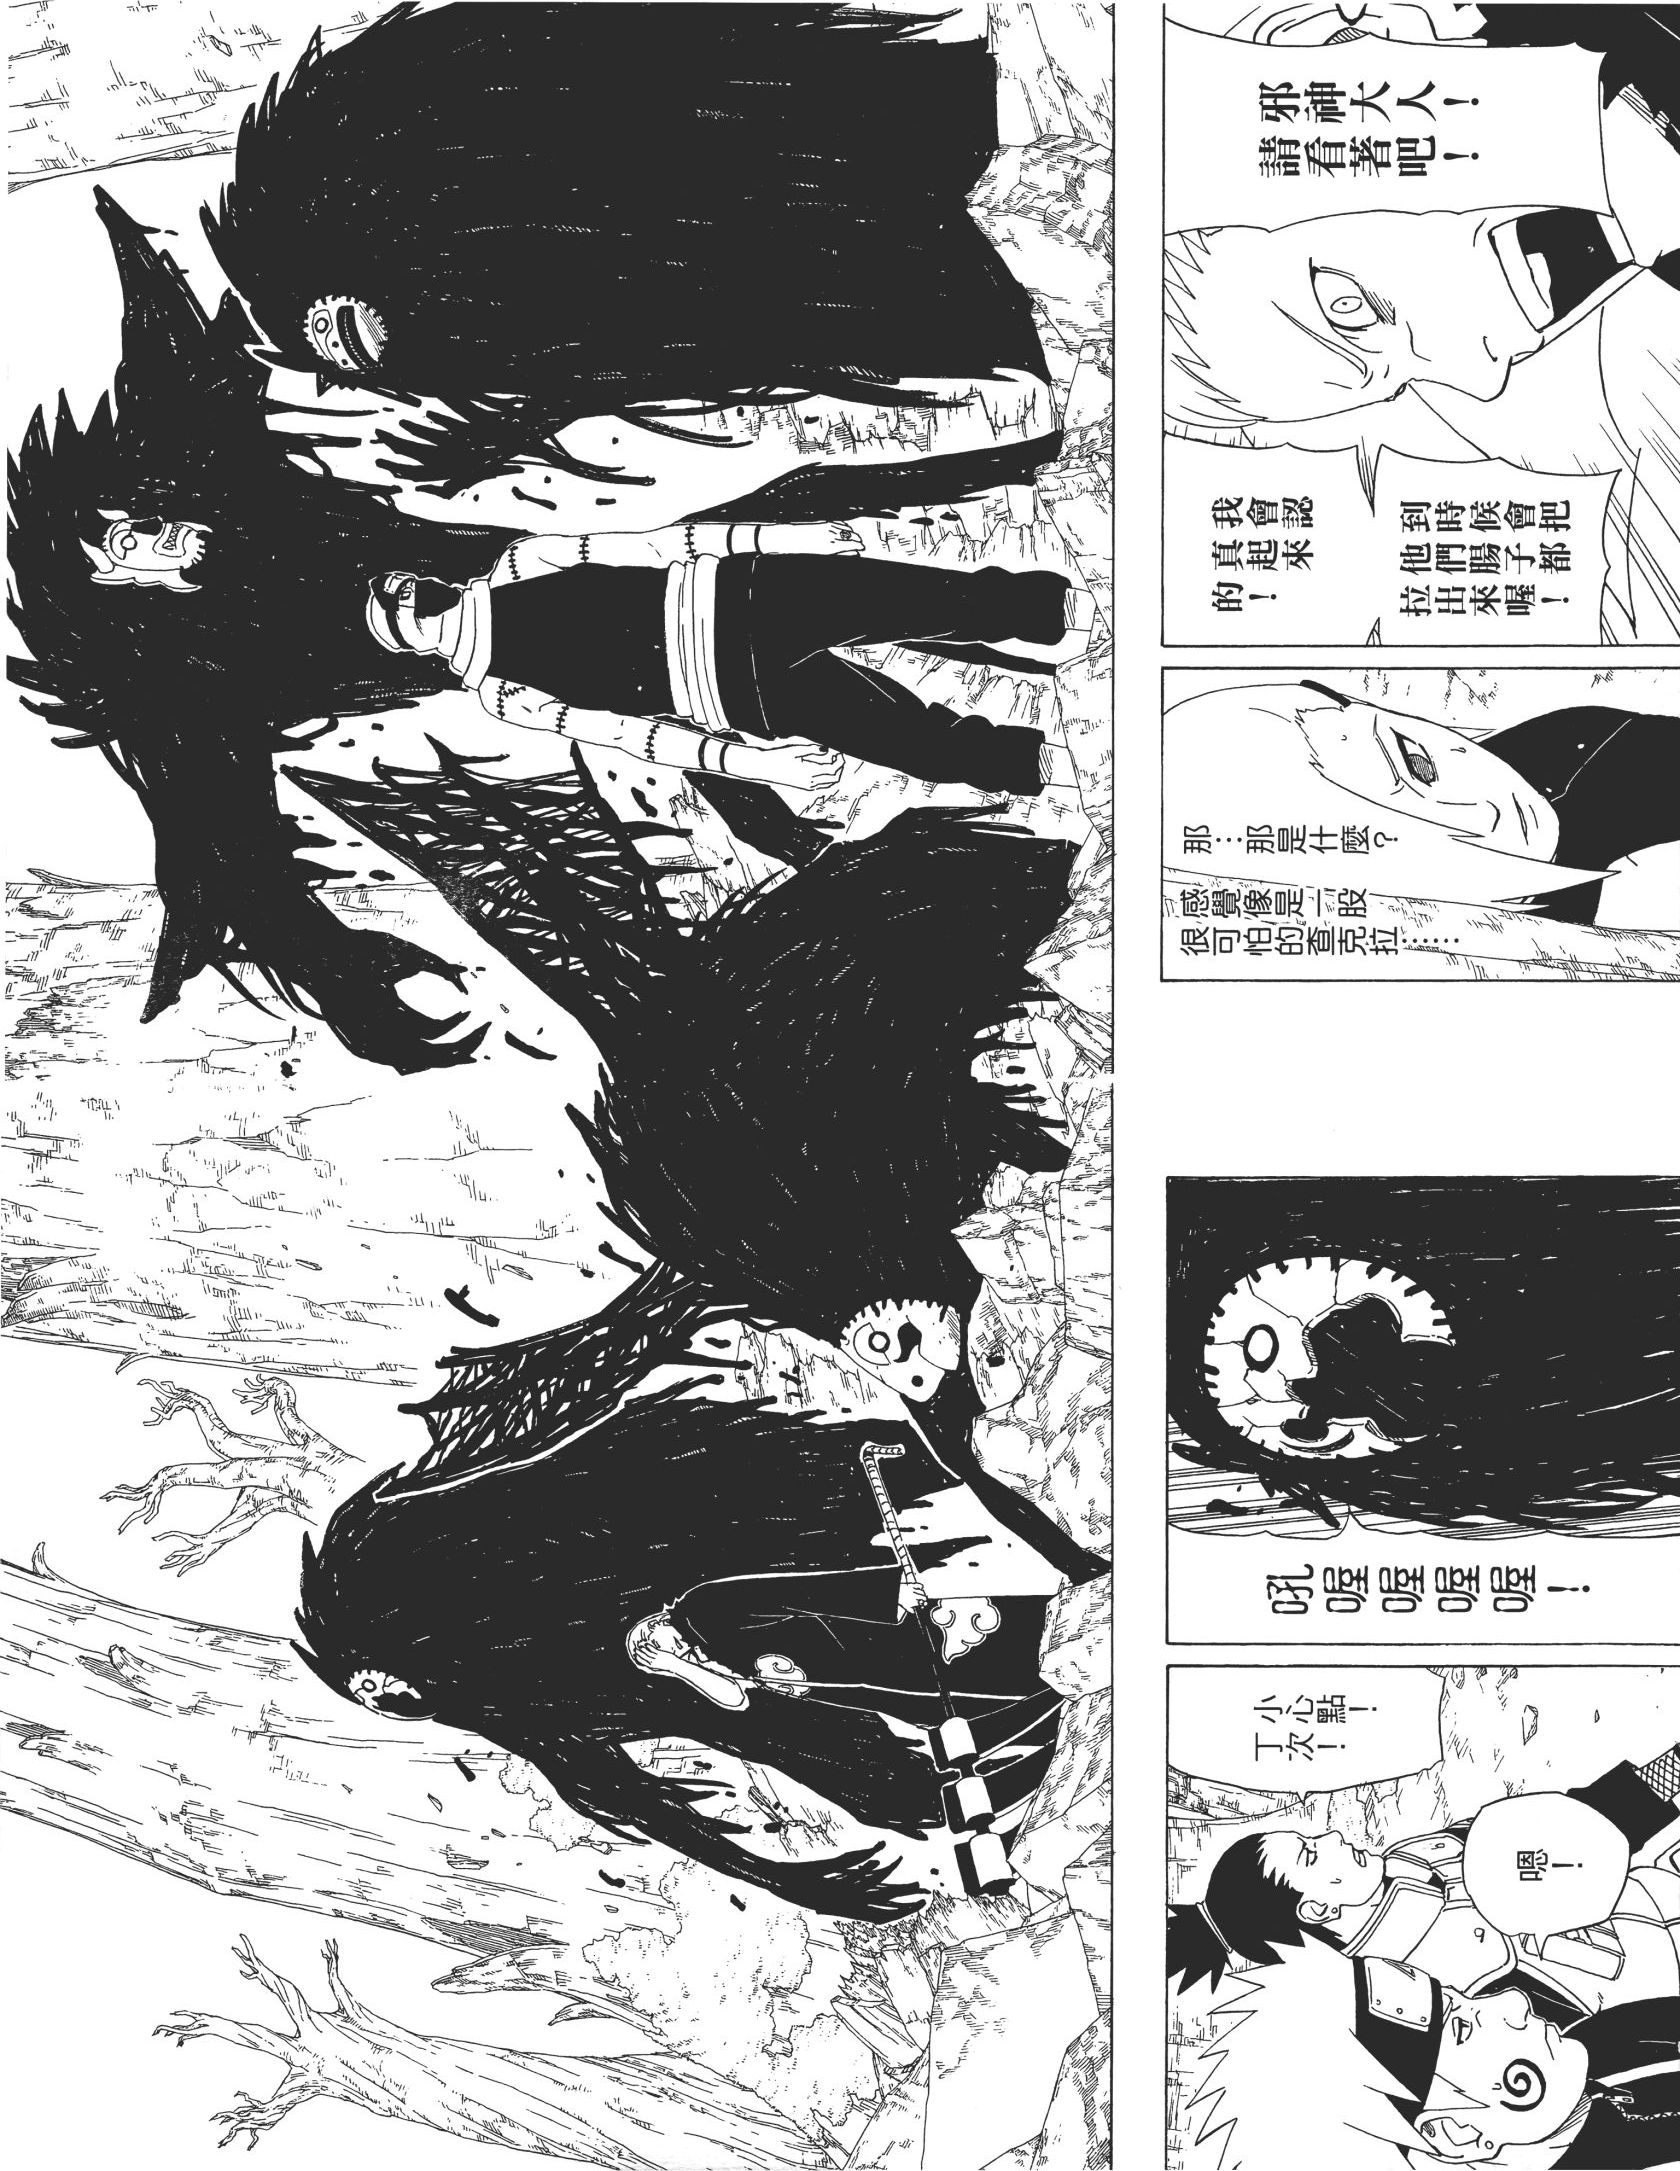 邪神大人！
請看著吧！
我會認
真起來
的！
到時候會把
他們腸子都
拉出來喔！
那…那是什麼？
感覺像是一股
很可怕的查克拉……
吼喔喔喔喔！
小心點！
丁次！
嗯！